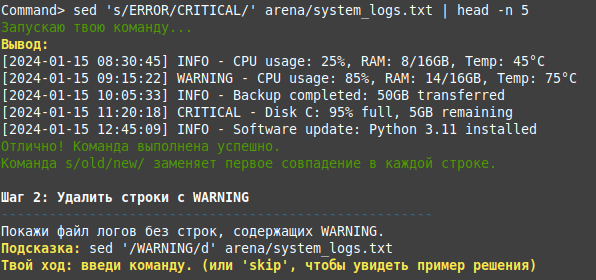 Command> sed 's/ERROR/CRITICAL/' arena/system_logs.txt | head -n 5
Запускаю твою команду...
Вывод:
[2024-01-15 08:30:45] INFO - CPU usage: 25%, RAM: 8/16GB, Temp: 45°C
[2024-01-15 09:15:22] WARNING - CPU usage: 85%, RAM: 14/16GB, Temp: 75°C
[2024-01-15 10:05:33] INFO - Backup completed: 50GB transferred
[2024-01-15 11:20:18] CRITICAL - Disk C: 95% full, 5GB remaining
[2024-01-15 12:45:09] INFO - Software update: Python 3.11 installed
Отлично! Команда выполнена успешно.
Команда s/old/new/ заменяет первое совпадение в каждой строке.
Шаг 2: Удалить строки с WARNING
------------------------------------------------------
Покажи файл логов без строк, содержащих WARNING.
Подсказка: sed '/WARNING/d' arena/system_logs.txt
Твой ход: введи команду. (или 'skip', чтобы увидеть пример решения)